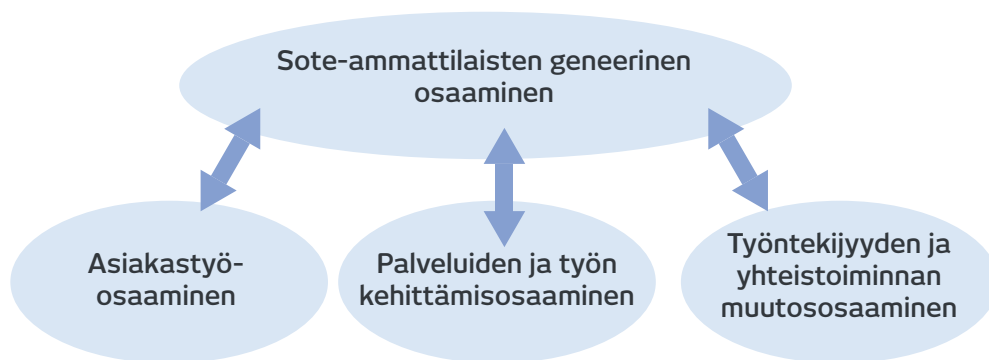 Sote-ammattilaisten geneerinen
osaaminen
Asiakastyö-
osaaminen
Palveluiden ja työn
kehittämisosaaminen
Työntekijyyden ja
yhteistoiminnan
muutososaaminen